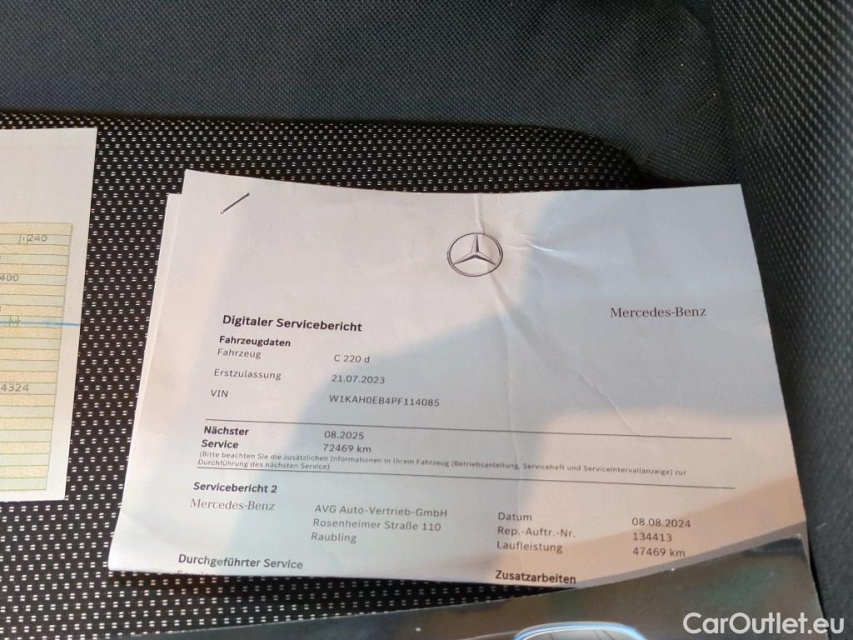 240
400
4324
Mercedes-Benz
Digitaler Servicebericht
Fahrzeugdaten
Fahrzeug C 220 d
Erstzulassung 21.07.2023
VIN W1KAH0EB4PF114085
Nächster Service 08.2025
72469 km
(Bitte beachten Sie die zusätzlichen Informationen in Ihrem Fahrzeug (Betriebsanleitung, Serviceheft und Serviceintervallanzeige) zur
Durchführung des nächsten Service)
Servicebericht 2
Mercedes-Benz AVG Auto-Vertrieb-GmbH Datum 08.08.2024
Rosenheimer Straße 110 Rep.-Auftr.-Nr. 134413
Raubling Laufleistung 47469 km
Durchgeführter Service Zusatzarbeiten
CarOutlet.eu